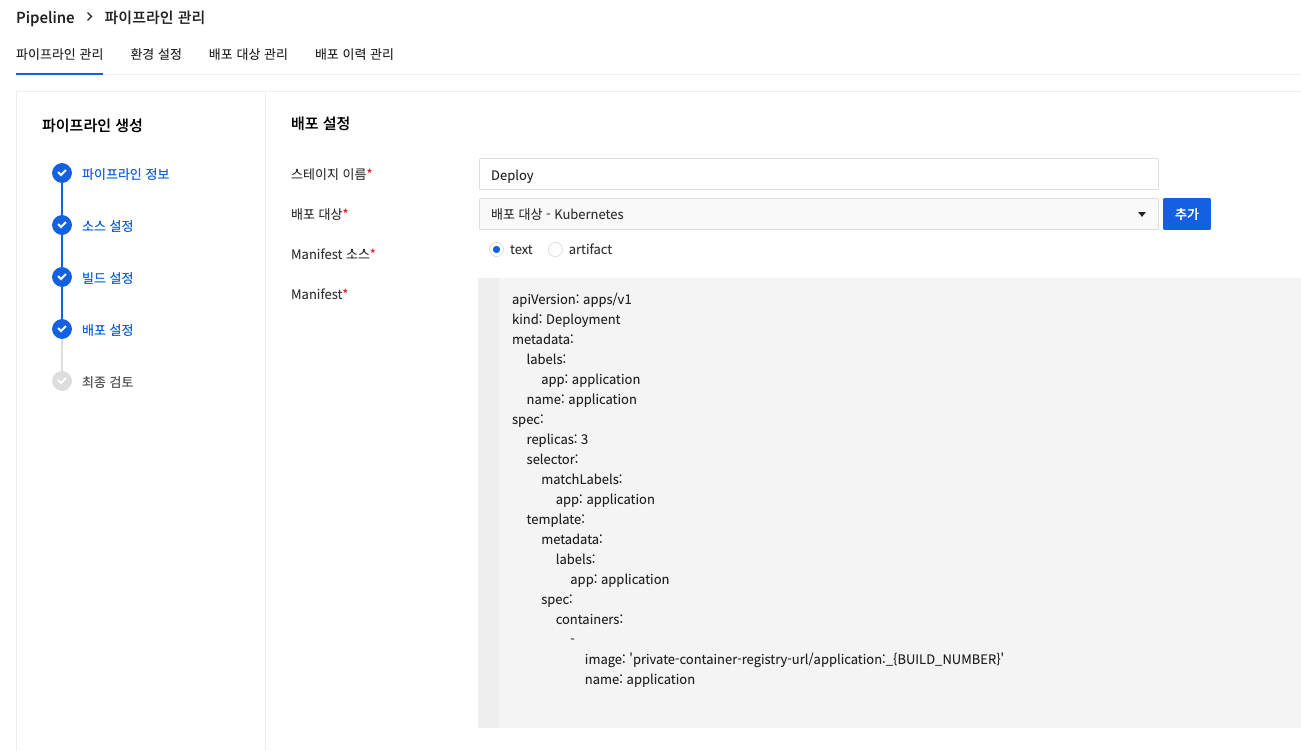 Pipeline > 파이프라인 관리
파이프라인 관리 환경 설정 배포 대상 관리 배포 이력 관리
파이프라인 생성
파이프라인 정보
소스 설정
빌드 설정
배포 설정
최종 검토
배포 설정
스테이지 이름* Deploy
배포 대상* 배포 대상 - Kubernetes 추가
Manifest 소스* text artifact
Manifest*
apiVersion: apps/v1
kind: Deployment
metadata:
    labels:
        app: application
    name: application
spec:
    replicas: 3
    selector:
        matchLabels:
            app: application
    template:
        metadata:
            labels:
                app: application
        spec:
            containers:
                -
                    image: 'private-container-registry-url/application:_{BUILD_NUMBER}'
                    name: application